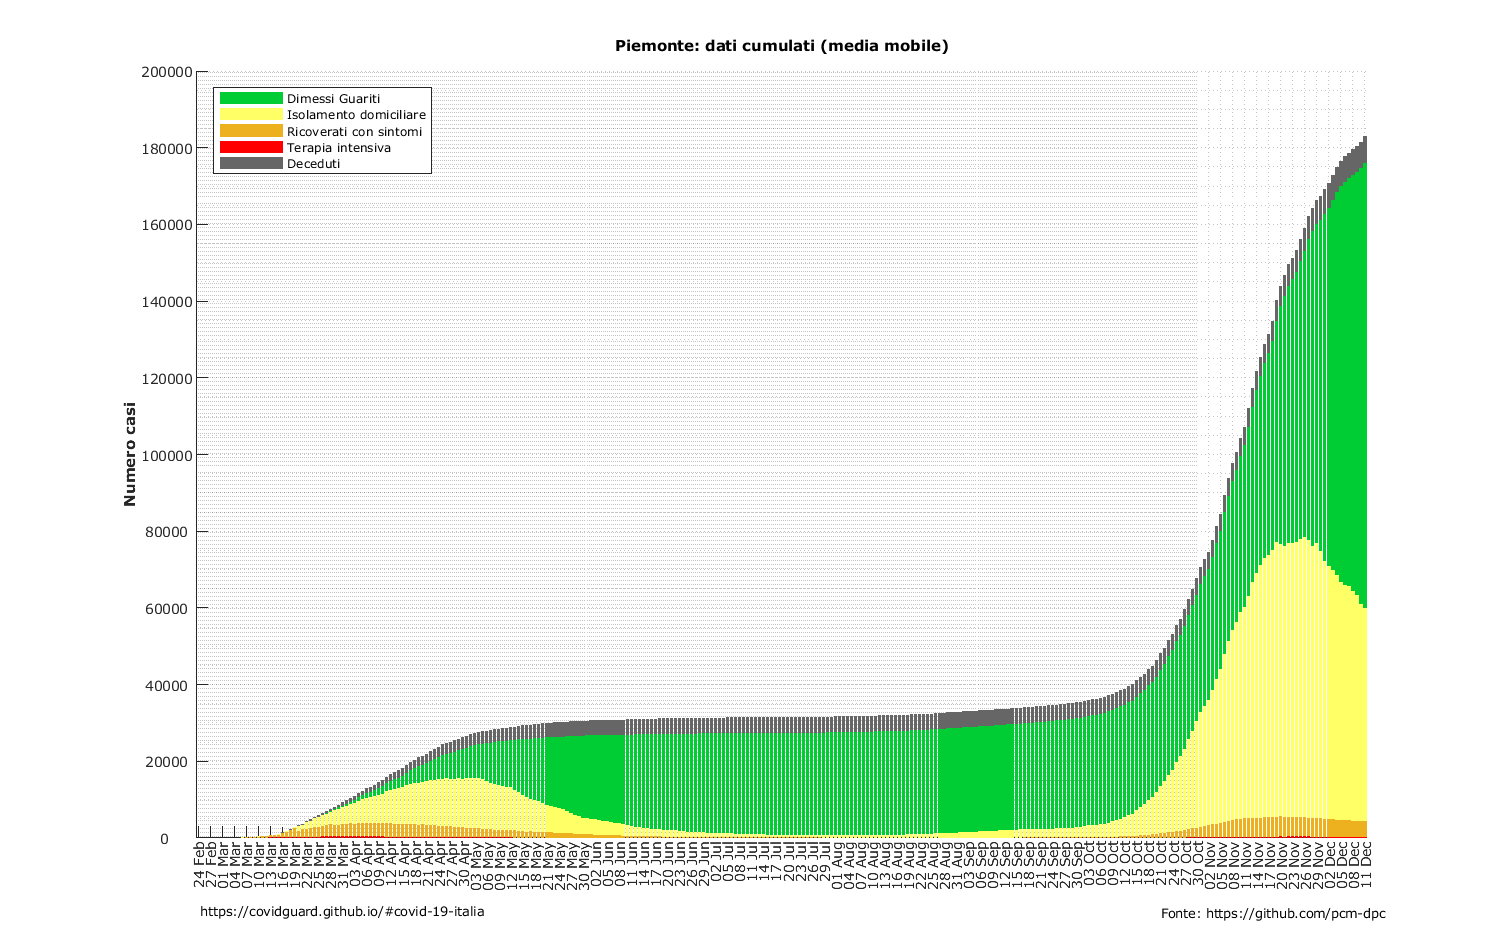 Piemonte: dati cumulati (media mobile)
Dimessi Guariti
Isolamento domiciliare
Ricoverati con sintomi
Terapia intensiva
Deceduti
Numero casi
200000
180000
160000
140000
120000
100000
80000
60000
40000
20000
0
24 Feb
27 Feb
01 Mar
04 Mar
07 Mar
10 Mar
13 Mar
16 Mar
19 Mar
22 Mar
25 Mar
28 Mar
31 Mar
03 Apr
06 Apr
09 Apr
12 Apr
15 Apr
18 Apr
21 Apr
24 Apr
27 Apr
30 Apr
03 May
06 May
09 May
12 May
15 May
18 May
21 May
24 May
27 May
30 May
02 Jun
05 Jun
08 Jun
11 Jun
14 Jun
17 Jun
20 Jun
23 Jun
26 Jun
29 Jun
02 Jul
05 Jul
08 Jul
11 Jul
14 Jul
17 Jul
20 Jul
23 Jul
26 Jul
29 Jul
01 Aug
04 Aug
07 Aug
10 Aug
13 Aug
16 Aug
19 Aug
22 Aug
25 Aug
28 Aug
31 Aug
03 Sep
06 Sep
09 Sep
12 Sep
15 Sep
18 Sep
21 Sep
24 Sep
27 Sep
30 Sep
03 Oct
06 Oct
09 Oct
12 Oct
15 Oct
18 Oct
21 Oct
24 Oct
27 Oct
30 Oct
02 Nov
05 Nov
08 Nov
11 Nov
14 Nov
17 Nov
20 Nov
23 Nov
26 Nov
29 Nov
02 Dec
05 Dec
08 Dec
11 Dec
https://covidguard.github.io/#covid-19-italia
Fonte: https://github.com/pcm-dpc